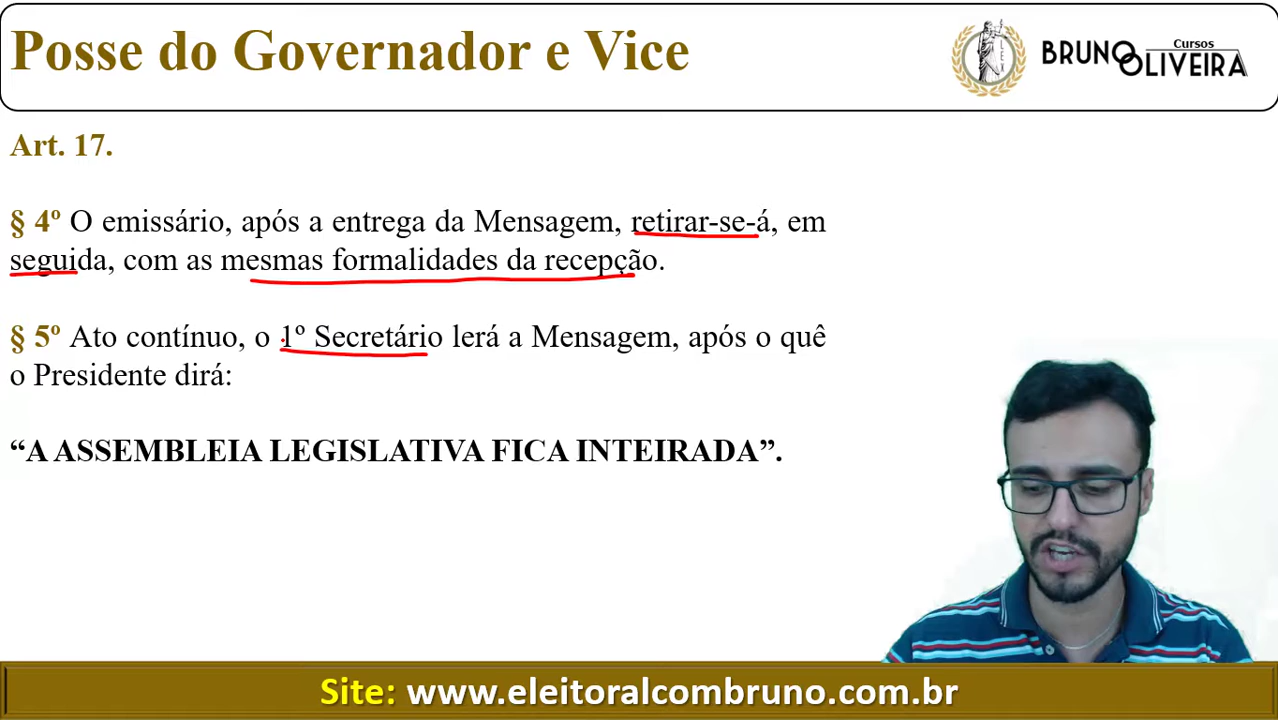 Posse do Governador e Vice
Cursos
BRUNO
OLIVEIRA
Art. 17.
§ 4º O emissário, após a entrega da Mensagem, retirar-se-á, em
seguida, com as mesmas formalidades da recepção.
§ 5º Ato contínuo, o 1º Secretário lerá a Mensagem, após o quê
o Presidente dirá:
“A ASSEMBLEIA LEGISLATIVA FICA INTEIRADA”.
Site: www.eleitoralcombruno.com.br